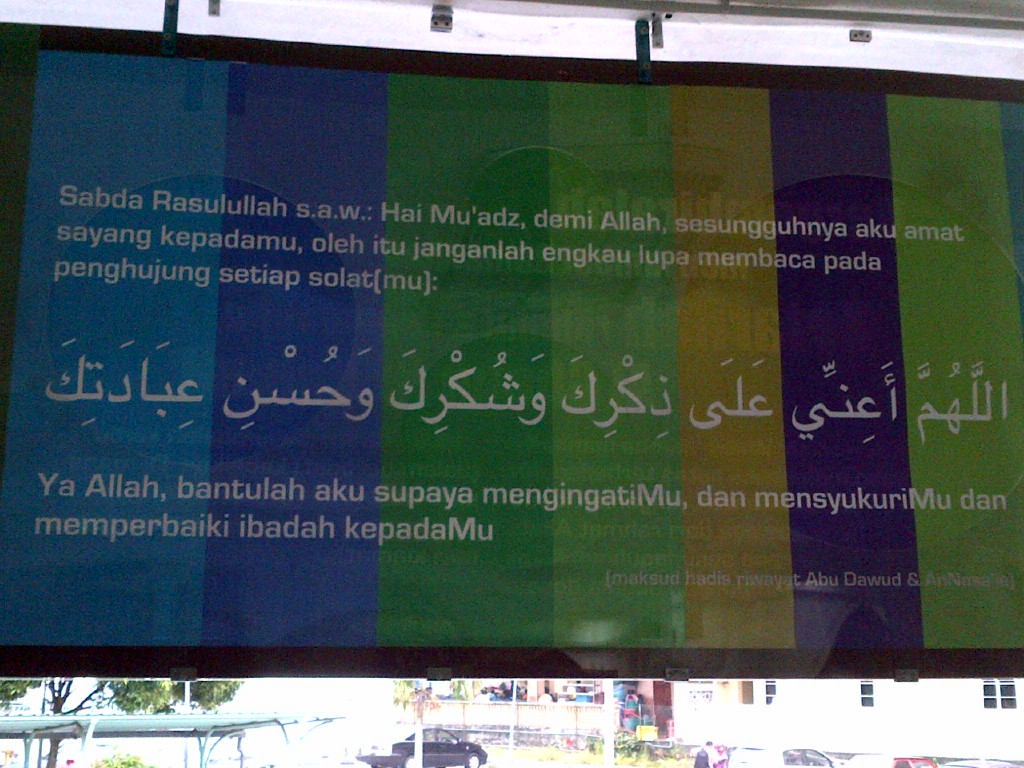 Sabda Rasulullah s.a.w.: Hai Mu'adz, demi Allah, sesungguhnya aku amat
sayang kepadamu, oleh itu janganlah engkau lupa membaca pada
penghujung setiap solat(mu):
اللَّهُمَّ أَعِنِّي عَلَى ذِكْرِكَ وَشُكْرِكَ وَحُسْنِ عِبَادَتِكَ
Ya Allah, bantulah aku supaya mengingatiMu, dan mensyukuriMu dan
memperbaiki ibadah kepadaMu
(maksud hadis riwayat Abu Dawud & AnNasa'ie)